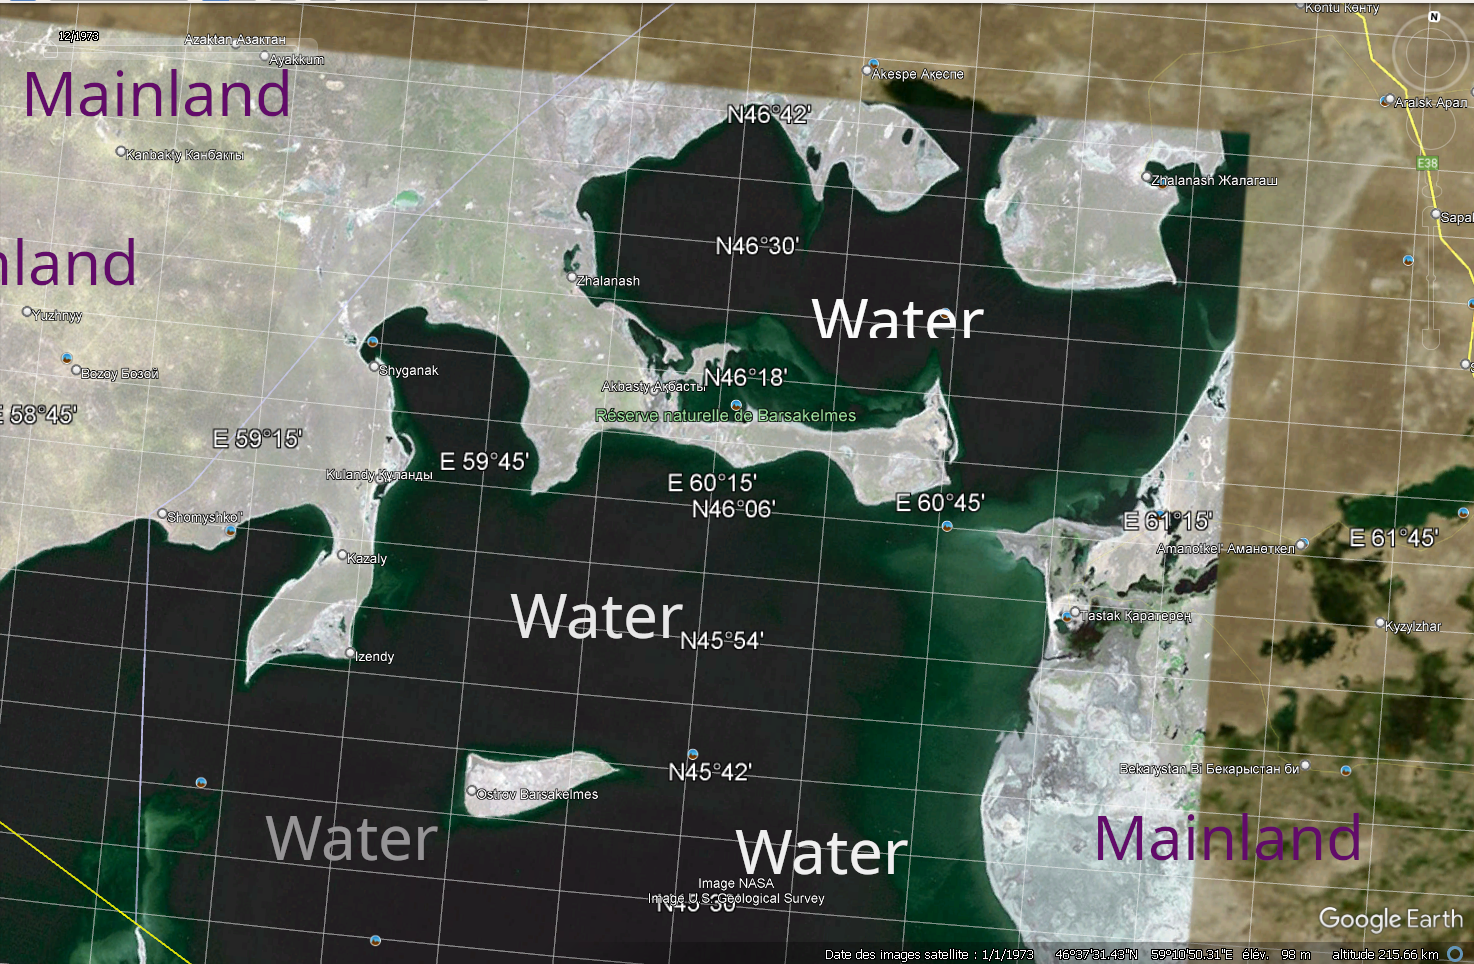 Kontu Конту
12/1973
Azaktan Азактан
Ayakkum
Akespe Акеспе
Mainland
Aralsk Арал
N46°42'
Kanbakty Канбакты
E38
Zhalanash Жалагаш
Sapa
N46°30'
nland
Zhalanash
Yuzhnyy
Water
Bozoy Бозой
Shyganak
N46°18'
Akbasty Ақбасты
Réserve naturelle de Barsakelmes
E 58°45'
E 59°15'
E 59°45'
Kulandy Куланды
E 60°15'
E 60°45'
N46°06'
Shomyshkol'
E 61°15'
E 61°45'
Amanotkel' Аманөткел
Kazaly
Water
Tastak Қаратерең
Kyzylzhar
N45°54'
Izendy
Bekarystan Bi Бекарыстан би
N45°42'
Ostrov Barsakelmes
Water
Water
Mainland
Image NASA
Image U.S. Geological Survey
N45°30'
Google Earth
Date des images satellite : 1/1/1973 46°37'31.43"N 59°10'50.31"E élév. 98 m altitude 215.66 km